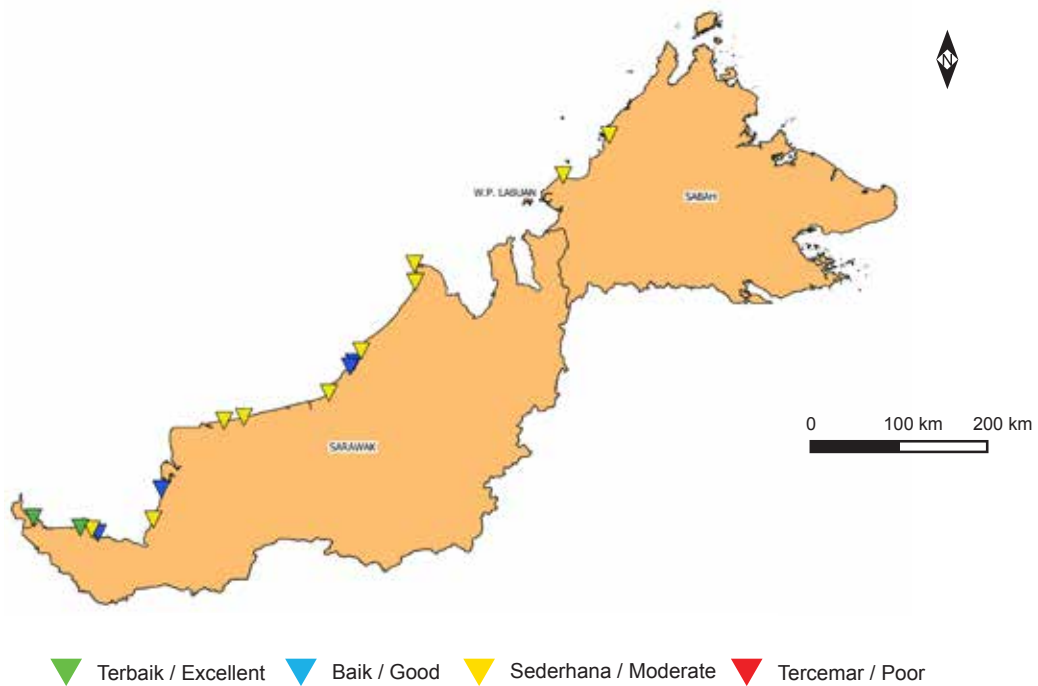 N
W.P. LABUAN
SABAH
SARAWAK
0 100 km 200 km
Terbaik / Excellent Baik / Good Sederhana / Moderate Tercemar / Poor